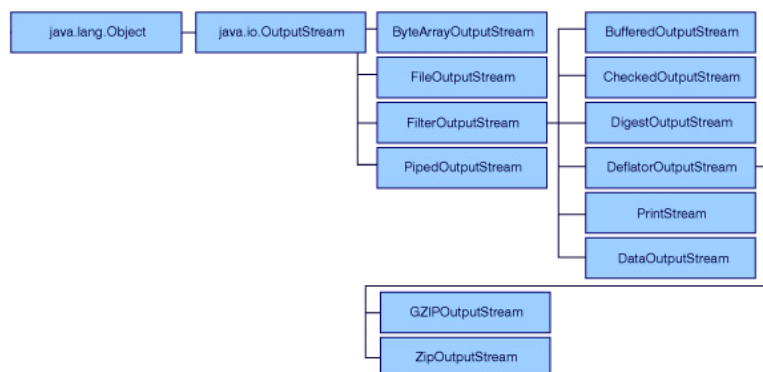 java.lang.Object
java.io.OutputStream
ByteArrayOutputStream
FileOutputStream
FilterOutputStream
PipedOutputStream
BufferedOutputStream
CheckedOutputStream
DigestOutputStream
DeflatorOutputStream
PrintStream
DataOutputStream
GZIPOutputStream
ZipOutputStream